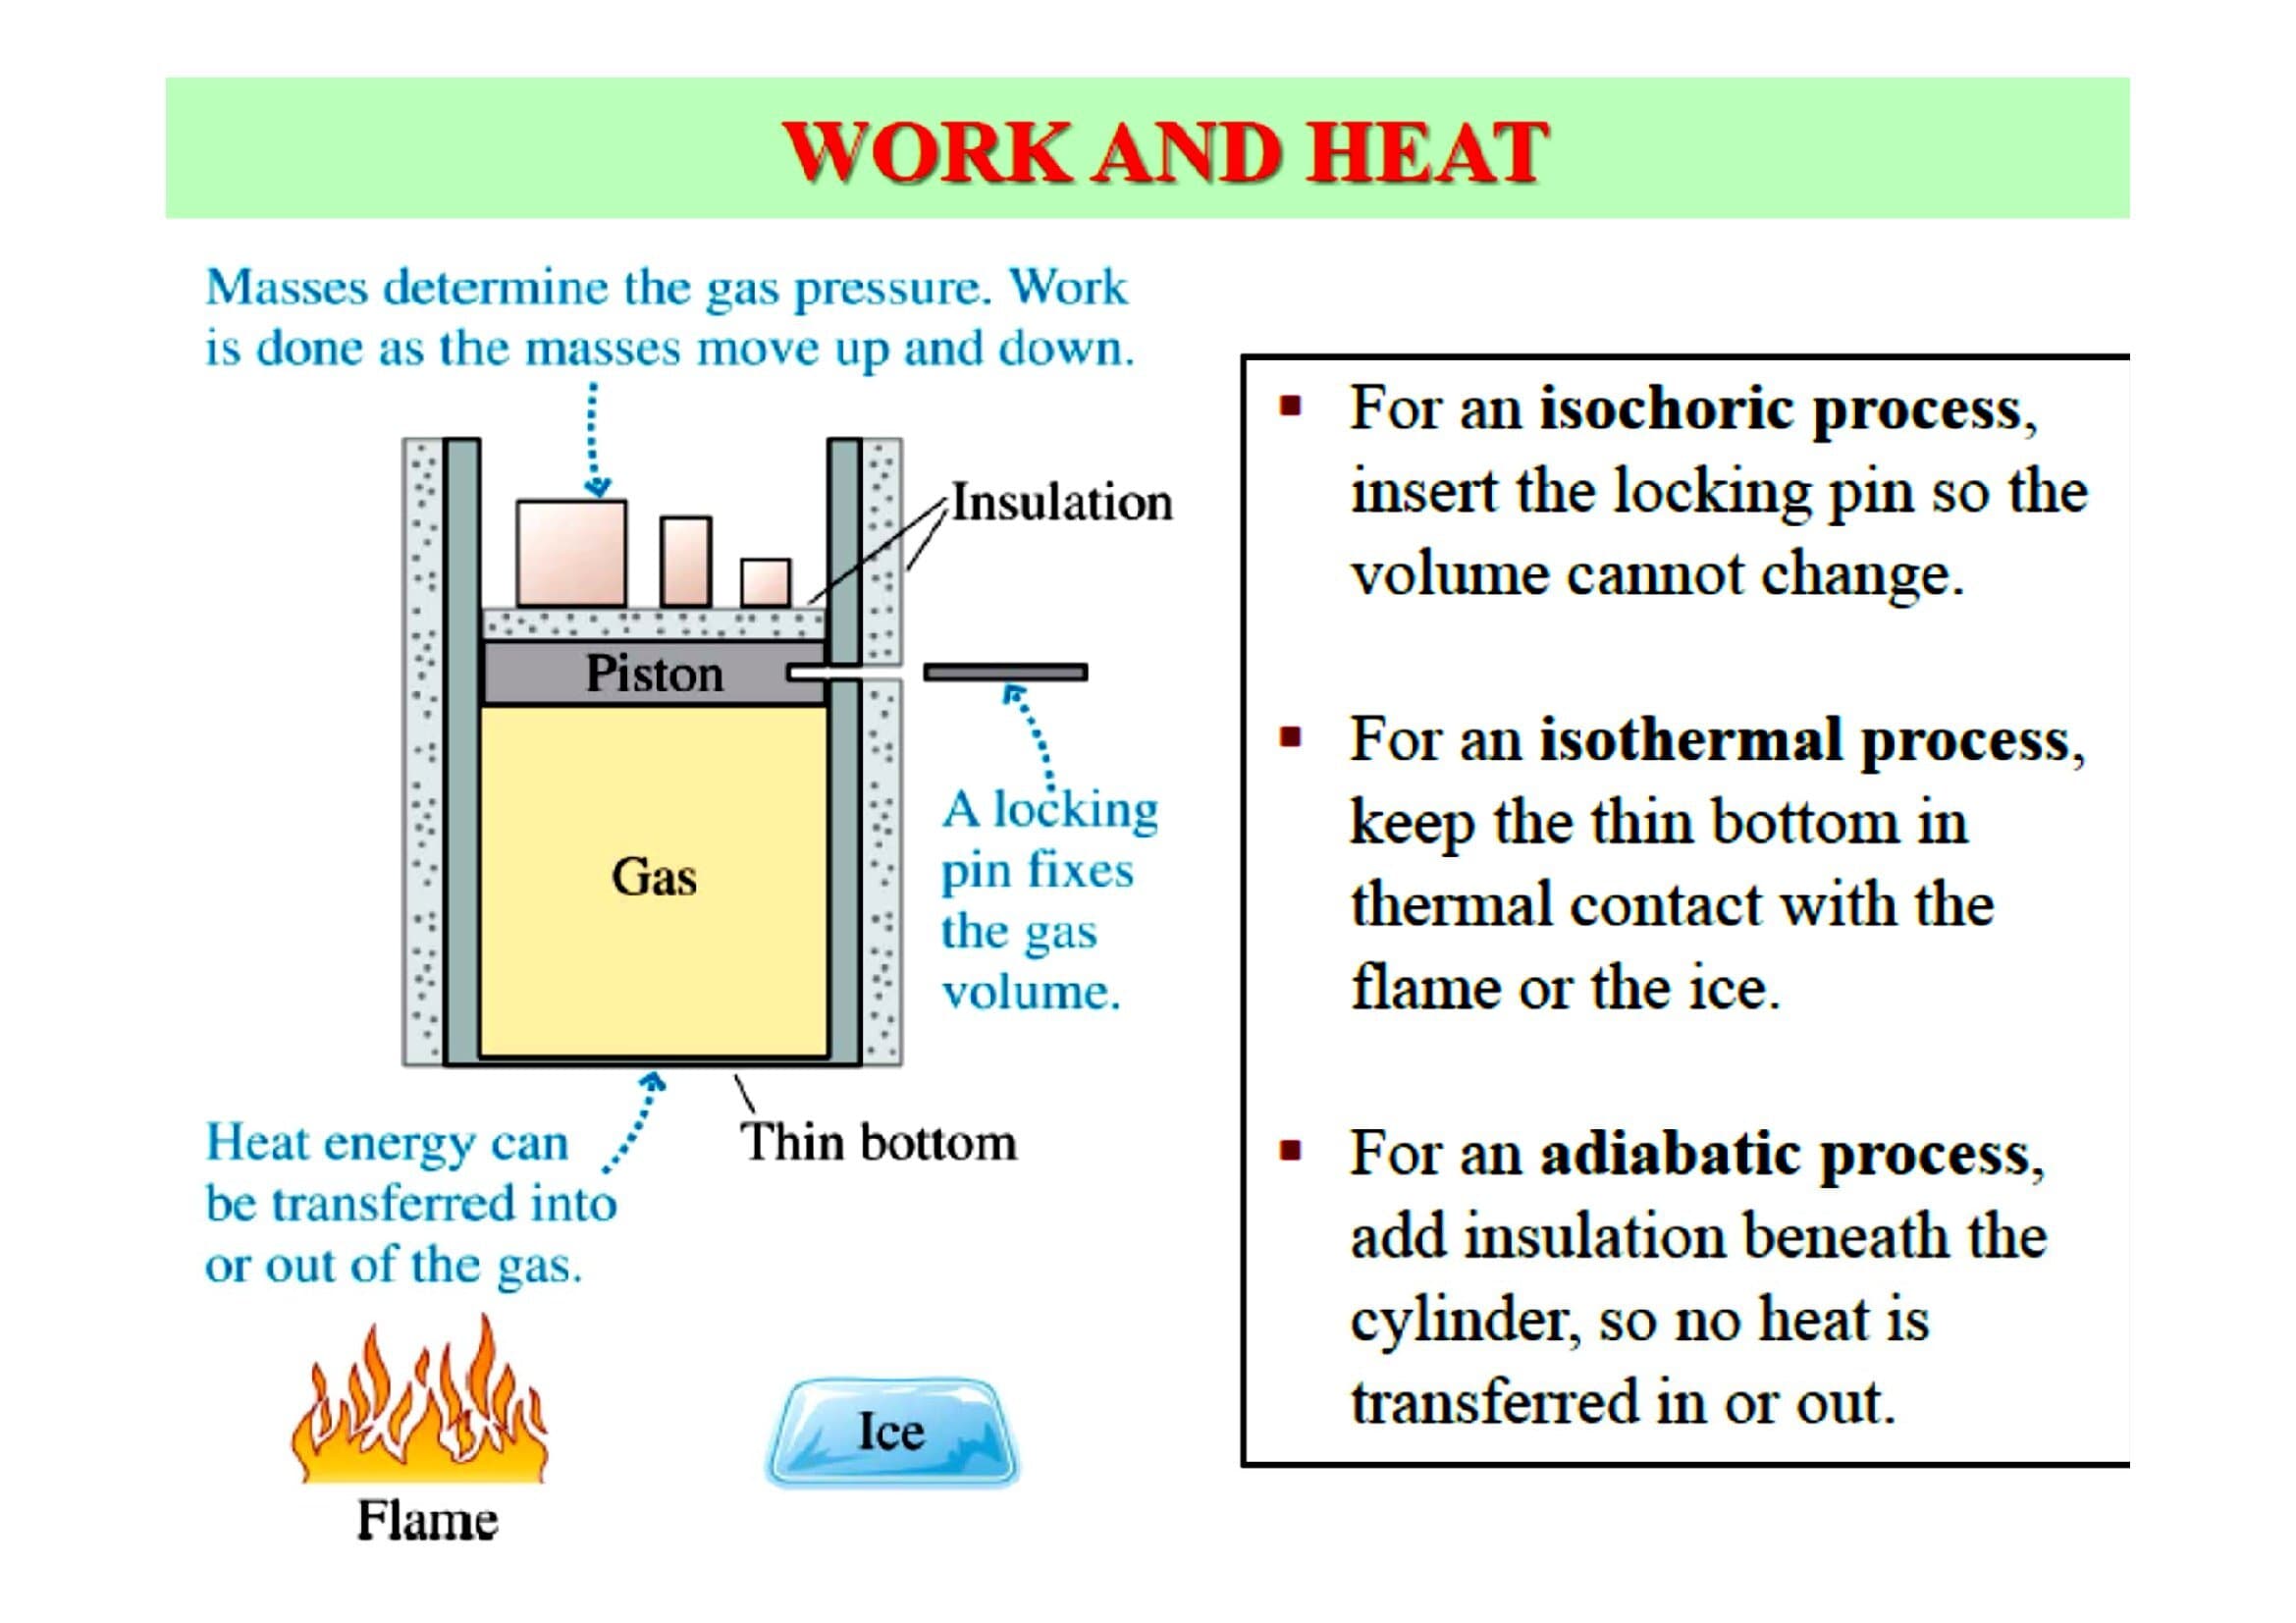 WORK AND HEAT
Masses determine the gas pressure. Work
is done as the masses move up and down.
Insulation
Piston
Gas
A locking
pin fixes
the gas
volume.
Thin bottom
Heat energy can
be transferred into
or out of the gas.
Flame
Ice
▪ For an isochoric process,
insert the locking pin so the
volume cannot change.
▪ For an isothermal process,
keep the thin bottom in
thermal contact with the
flame or the ice.
▪ For an adiabatic process,
add insulation beneath the
cylinder, so no heat is
transferred in or out.